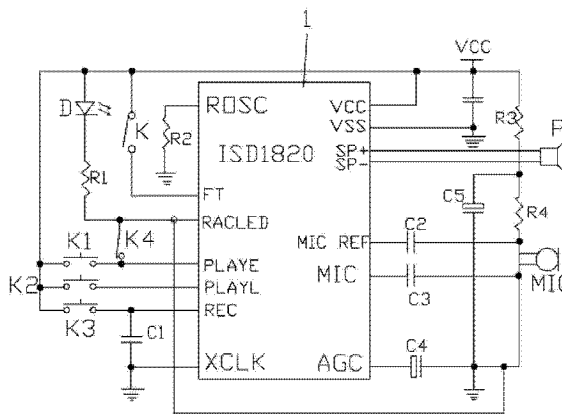 1
VCC
D
K
ROSC
R2
ISD1820
VCC
VSS
R3
P
SP+
SP-
R1
FT
C5
R4
RACLED
K1
K4
C2
MIC REF
K2
PLAYE
MIC
C3
MIC
PLAYL
K3
REC
C1
XCLK
AGC
C4